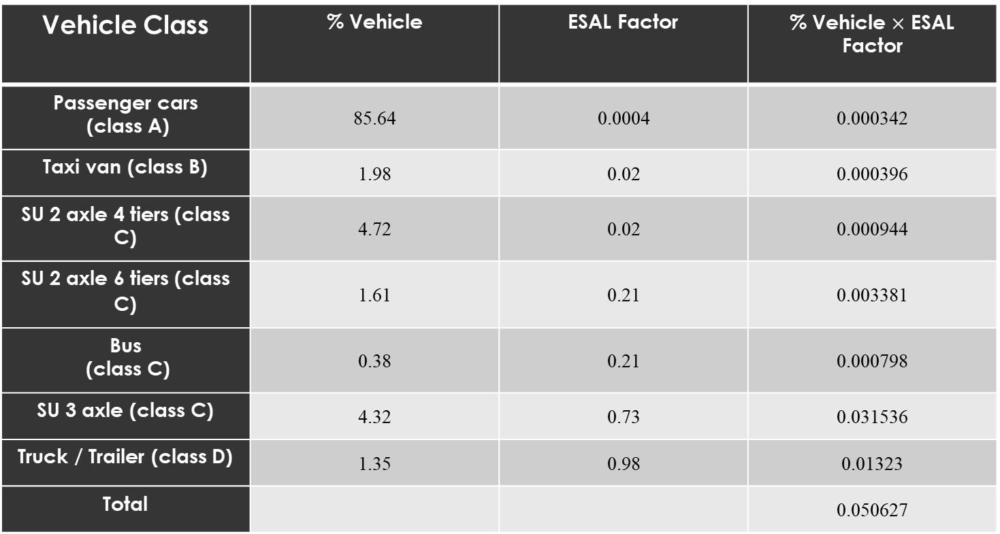 Vehicle Class
% Vehicle
ESAL Factor
% Vehicle × ESAL
Factor
Passenger cars
(class A)
85.64
0.0004
0.000342
Taxi van (class B)
1.98
0.02
0.000396
SU 2 axle 4 tiers (class
C)
4.72
0.02
0.000944
SU 2 axle 6 tiers (class
C)
1.61
0.21
0.003381
Bus
(class C)
0.38
0.21
0.000798
SU 3 axle (class C)
4.32
0.73
0.031536
Truck / Trailer (class D)
1.35
0.98
0.01323
Total
0.050627